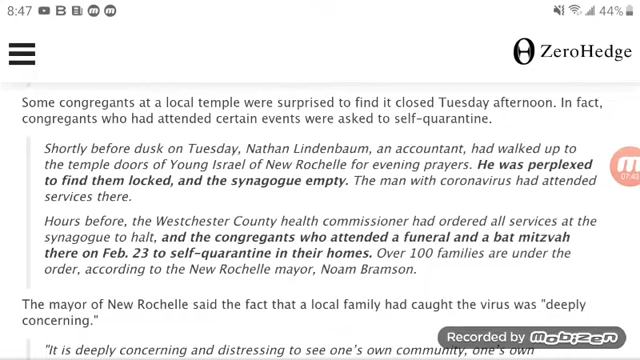 8:47
44%
ZeroHedge
Some congregants at a local temple were surprised to find it closed Tuesday afternoon. In fact,
congregants who had attended certain events were asked to self-quarantine.
Shortly before dusk on Tuesday, Nathan Lindenbaum, an accountant, had walked up to
the temple doors of Young Israel of New Rochelle for evening prayers. He was perplexed
to find them locked, and the synagogue empty. The man with coronavirus had attended
services there.
07:43
Hours before, the Westchester County health commissioner had ordered all services at the
synagogue to halt, and the congregants who attended a funeral and a bat mitzvah
there on Feb. 23 to self-quarantine in their homes. Over 100 families are under the
order, according to the New Rochelle mayor, Noam Bramson.
The mayor of New Rochelle said the fact that a local family had caught the virus was "deeply
concerning."
Recorded by mobizen
"It is deeply concerning and distressing to see one's own community, one's own